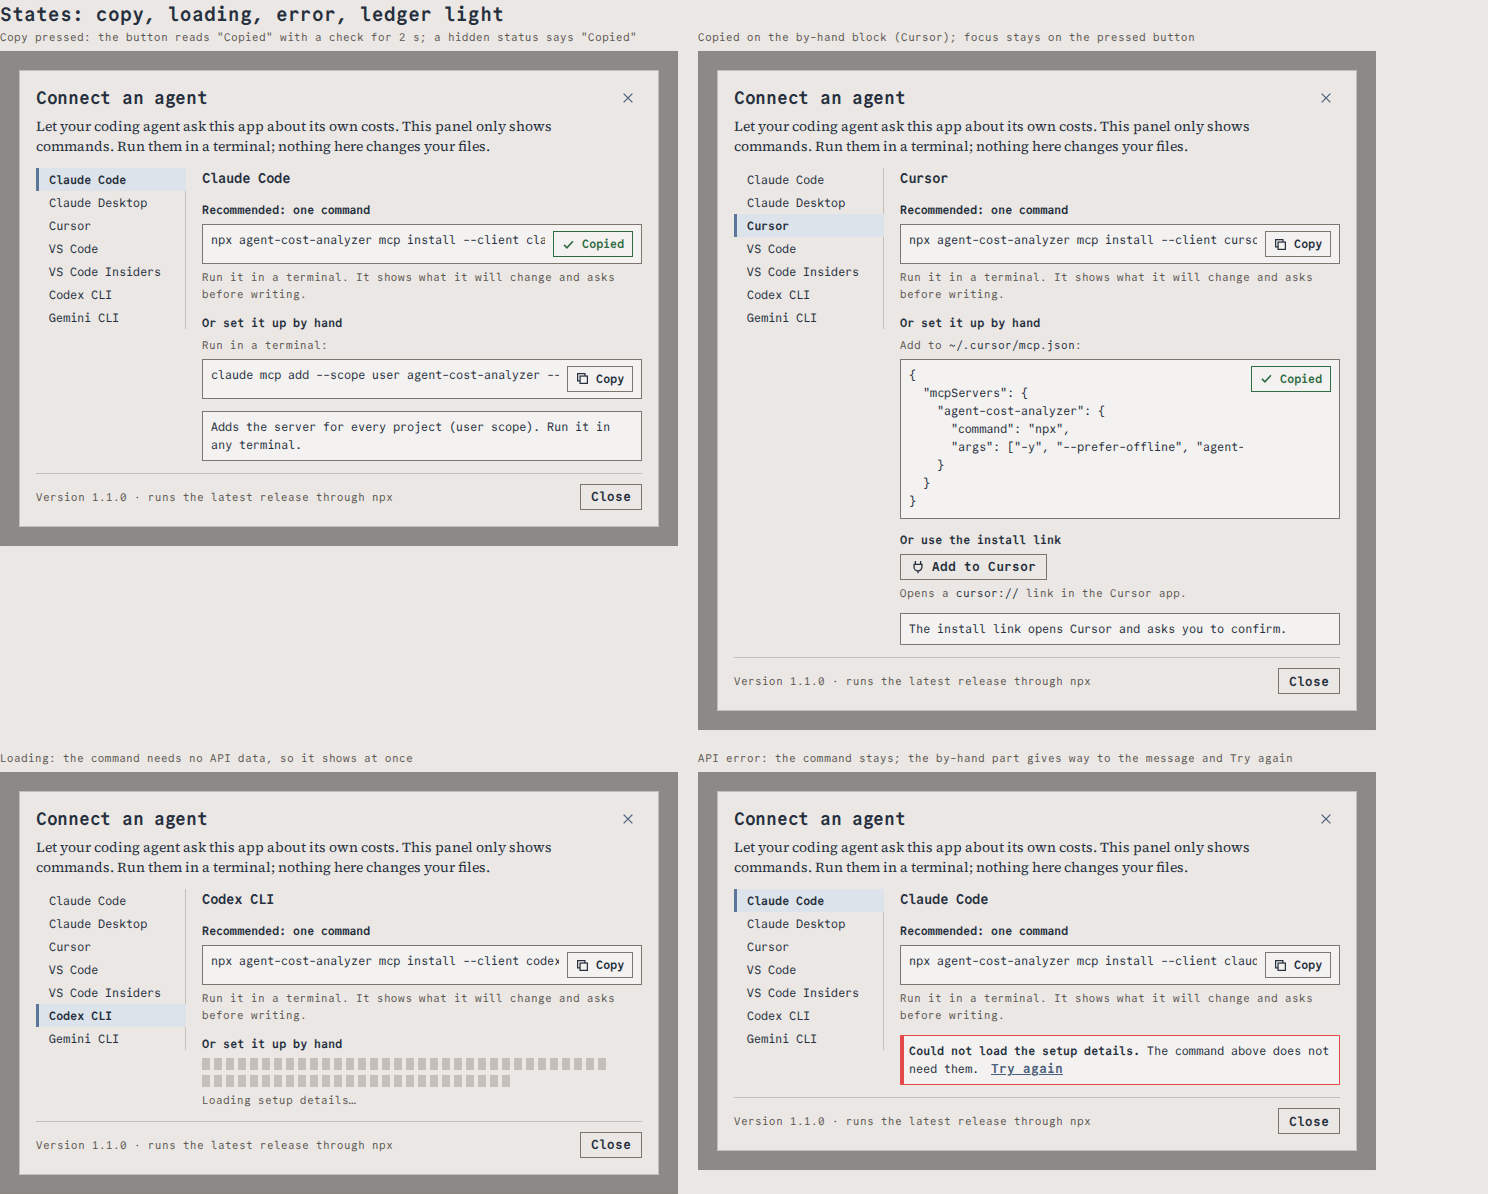 States: copy, loading, error, ledger light
Copy pressed: the button reads "Copied" with a check for 2 s; a hidden status says "Copied"
Connect an agent
Let your coding agent ask this app about its own costs. This panel only shows
commands. Run them in a terminal; nothing here changes your files.
Claude Code
Claude Desktop
Cursor
VS Code
VS Code Insiders
Codex CLI
Gemini CLI
Claude Code
Recommended: one command
npx agent-cost-analyzer mcp install --client cla
Copied
Run it in a terminal. It shows what it will change and asks
before writing.
Or set it up by hand
Run in a terminal:
claude mcp add --scope user agent-cost-analyzer --
Copy
Adds the server for every project (user scope). Run it in
any terminal.
Version 1.1.0 · runs the latest release through npx
Close
Copied on the by-hand block (Cursor); focus stays on the pressed button
Connect an agent
Let your coding agent ask this app about its own costs. This panel only shows
commands. Run them in a terminal; nothing here changes your files.
Claude Code
Claude Desktop
Cursor
VS Code
VS Code Insiders
Codex CLI
Gemini CLI
Cursor
Recommended: one command
npx agent-cost-analyzer mcp install --client curso
Copy
Run it in a terminal. It shows what it will change and asks
before writing.
Or set it up by hand
Add to ~/.cursor/mcp.json:
{
"mcpServers": {
"agent-cost-analyzer": {
"command": "npx",
"args": ["-y", "--prefer-offline", "agent-
}
}
}
Copied
Or use the install link
Add to Cursor
Opens a cursor:// link in the Cursor app.
The install link opens Cursor and asks you to confirm.
Version 1.1.0 · runs the latest release through npx
Close
Loading: the command needs no API data, so it shows at once
Connect an agent
Let your coding agent ask this app about its own costs. This panel only shows
commands. Run them in a terminal; nothing here changes your files.
Claude Code
Claude Desktop
Cursor
VS Code
VS Code Insiders
Codex CLI
Gemini CLI
Codex CLI
Recommended: one command
npx agent-cost-analyzer mcp install --client codex
Copy
Run it in a terminal. It shows what it will change and asks
before writing.
Or set it up by hand
Loading setup details…
Version 1.1.0 · runs the latest release through npx
Close
API error: the command stays; the by-hand part gives way to the message and Try again
Connect an agent
Let your coding agent ask this app about its own costs. This panel only shows
commands. Run them in a terminal; nothing here changes your files.
Claude Code
Claude Desktop
Cursor
VS Code
VS Code Insiders
Codex CLI
Gemini CLI
Claude Code
Recommended: one command
npx agent-cost-analyzer mcp install --client claud
Copy
Run it in a terminal. It shows what it will change and asks
before writing.
Could not load the setup details. The command above does not
need them. Try again
Version 1.1.0 · runs the latest release through npx
Close